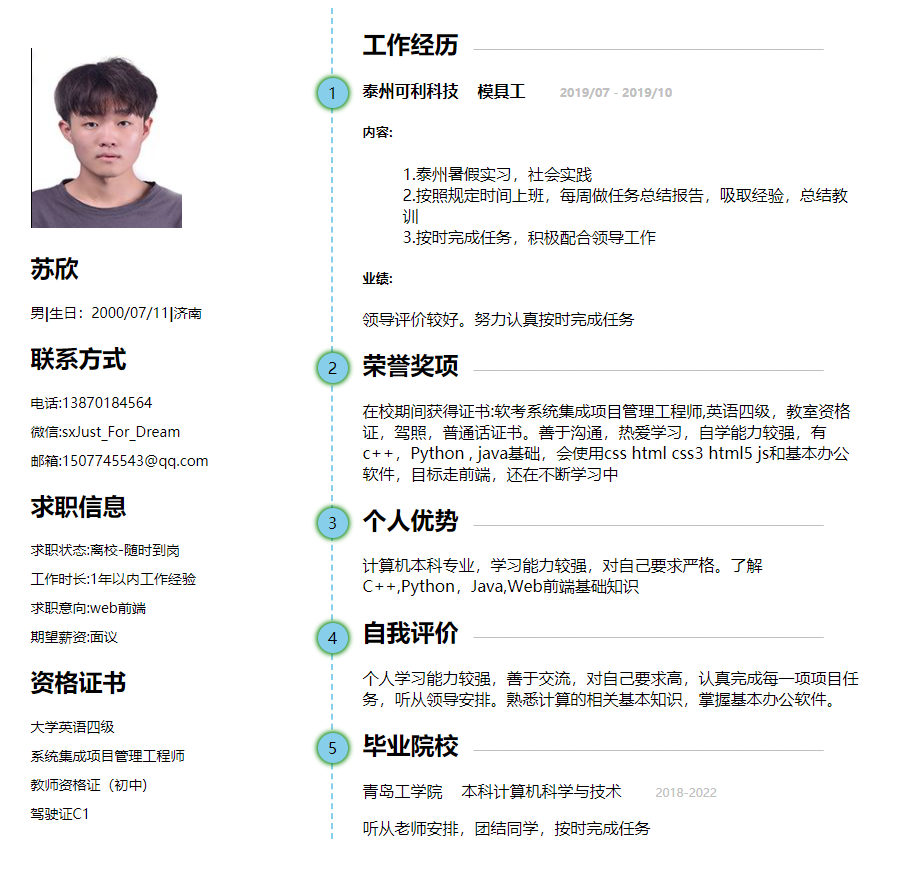 苏欣
男|生日：2000/07/11|济南
联系方式
电话:13870184564
微信:sxJust_For_Dream
邮箱:1507745543@qq.com
求职信息
求职状态:离校-随时到岗
工作时长:1年以内工作经验
求职意向:web前端
期望薪资:面议
资格证书
大学英语四级
系统集成项目管理工程师
教师资格证（初中）
驾驶证C1
工作经历
1
泰州可利科技 模具工 2019/07 - 2019/10
内容:
1.泰州暑假实习，社会实践
2.按照规定时间上班，每周做任务总结报告，吸取经验，总结教
训
3.按时完成任务，积极配合领导工作
业绩:
领导评价较好。努力认真按时完成任务
2 荣誉奖项
在校期间获得证书:软考系统集成项目管理工程师,英语四级，教室资格
证，驾照，普通话证书。善于沟通，热爱学习，自学能力较强，有
c++，Python , java基础，会使用css html css3 html5 js和基本办公
软件，目标走前端，还在不断学习中
3 个人优势
计算机本科专业，学习能力较强，对自己要求严格。了解
C++,Python，Java,Web前端基础知识
4 自我评价
个人学习能力较强，善于交流，对自己要求高，认真完成每一项项目任
务，听从领导安排。熟悉计算的相关基本知识，掌握基本办公软件。
5 毕业院校
青岛工学院 本科计算机科学与技术 2018-2022
听从老师安排，团结同学，按时完成任务